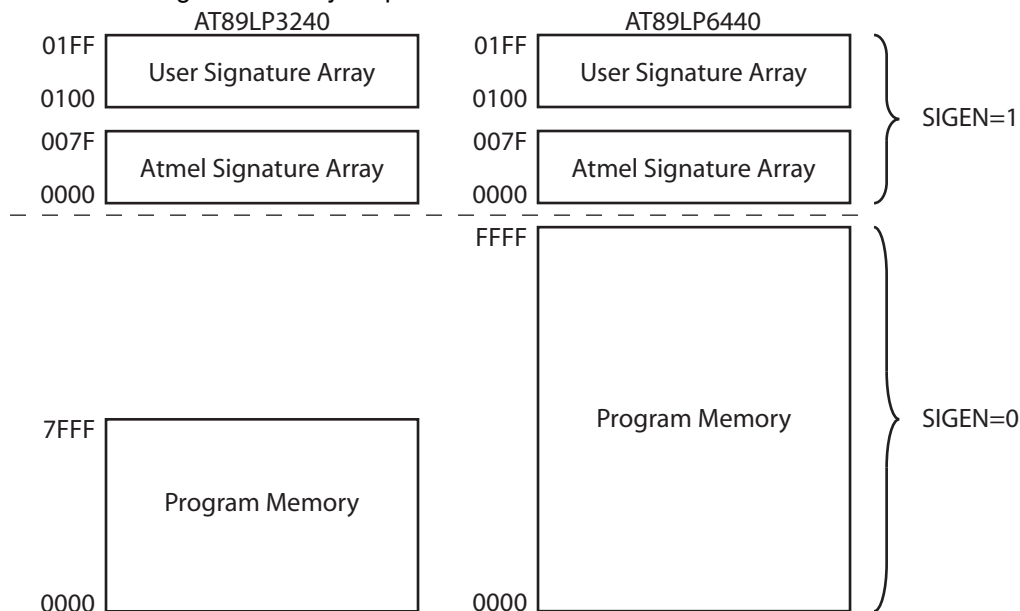 AT89LP3240 AT89LP6440
01FF User Signature Array 0100
01FF User Signature Array 0100
SIGEN=1
007F Atmel Signature Array 0000
007F Atmel Signature Array 0000
FFFF Program Memory 0000
SIGEN=0
7FFF Program Memory 0000